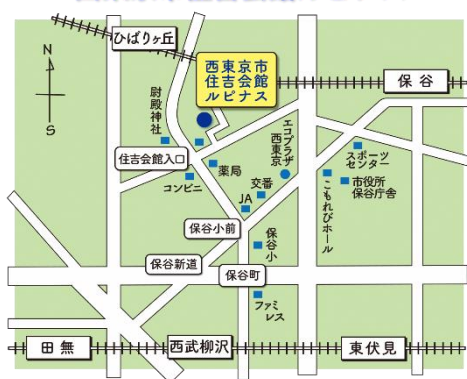 ひばりヶ丘
N
S
西東京市
住吉会館
ルピナス
保谷
尉殿神社
住吉会館入口
コンビニ
薬局
エコプラザ
西東京
スポーツ
センター
交番
JA
こもれびホール
市役所
保谷庁舎
保谷小前
保谷小
保谷新道
保谷町
ファミ
レス
田無
西武柳沢
東伏見